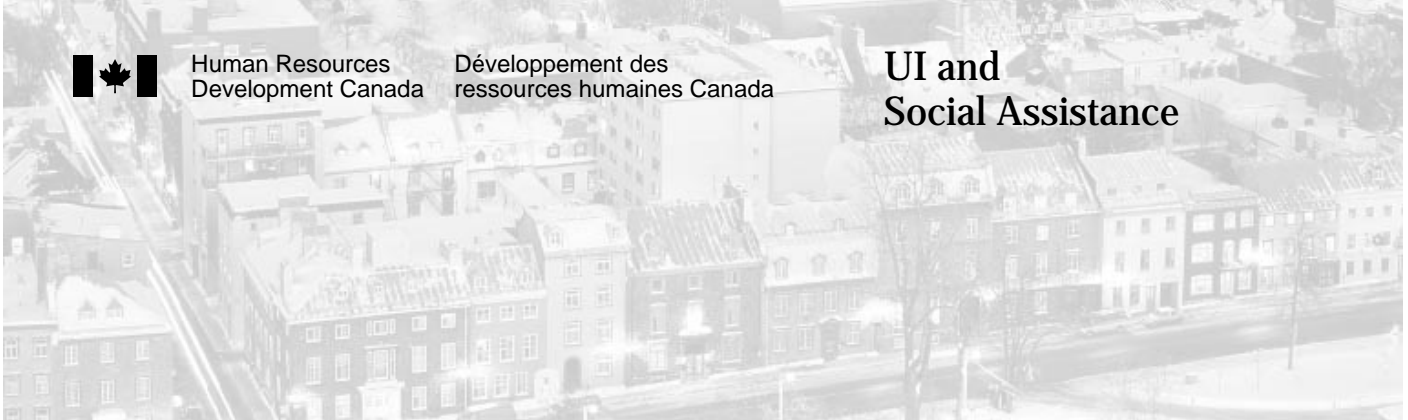 Human Resources
Development Canada
Développement des
ressources humaines Canada
UI and
Social Assistance